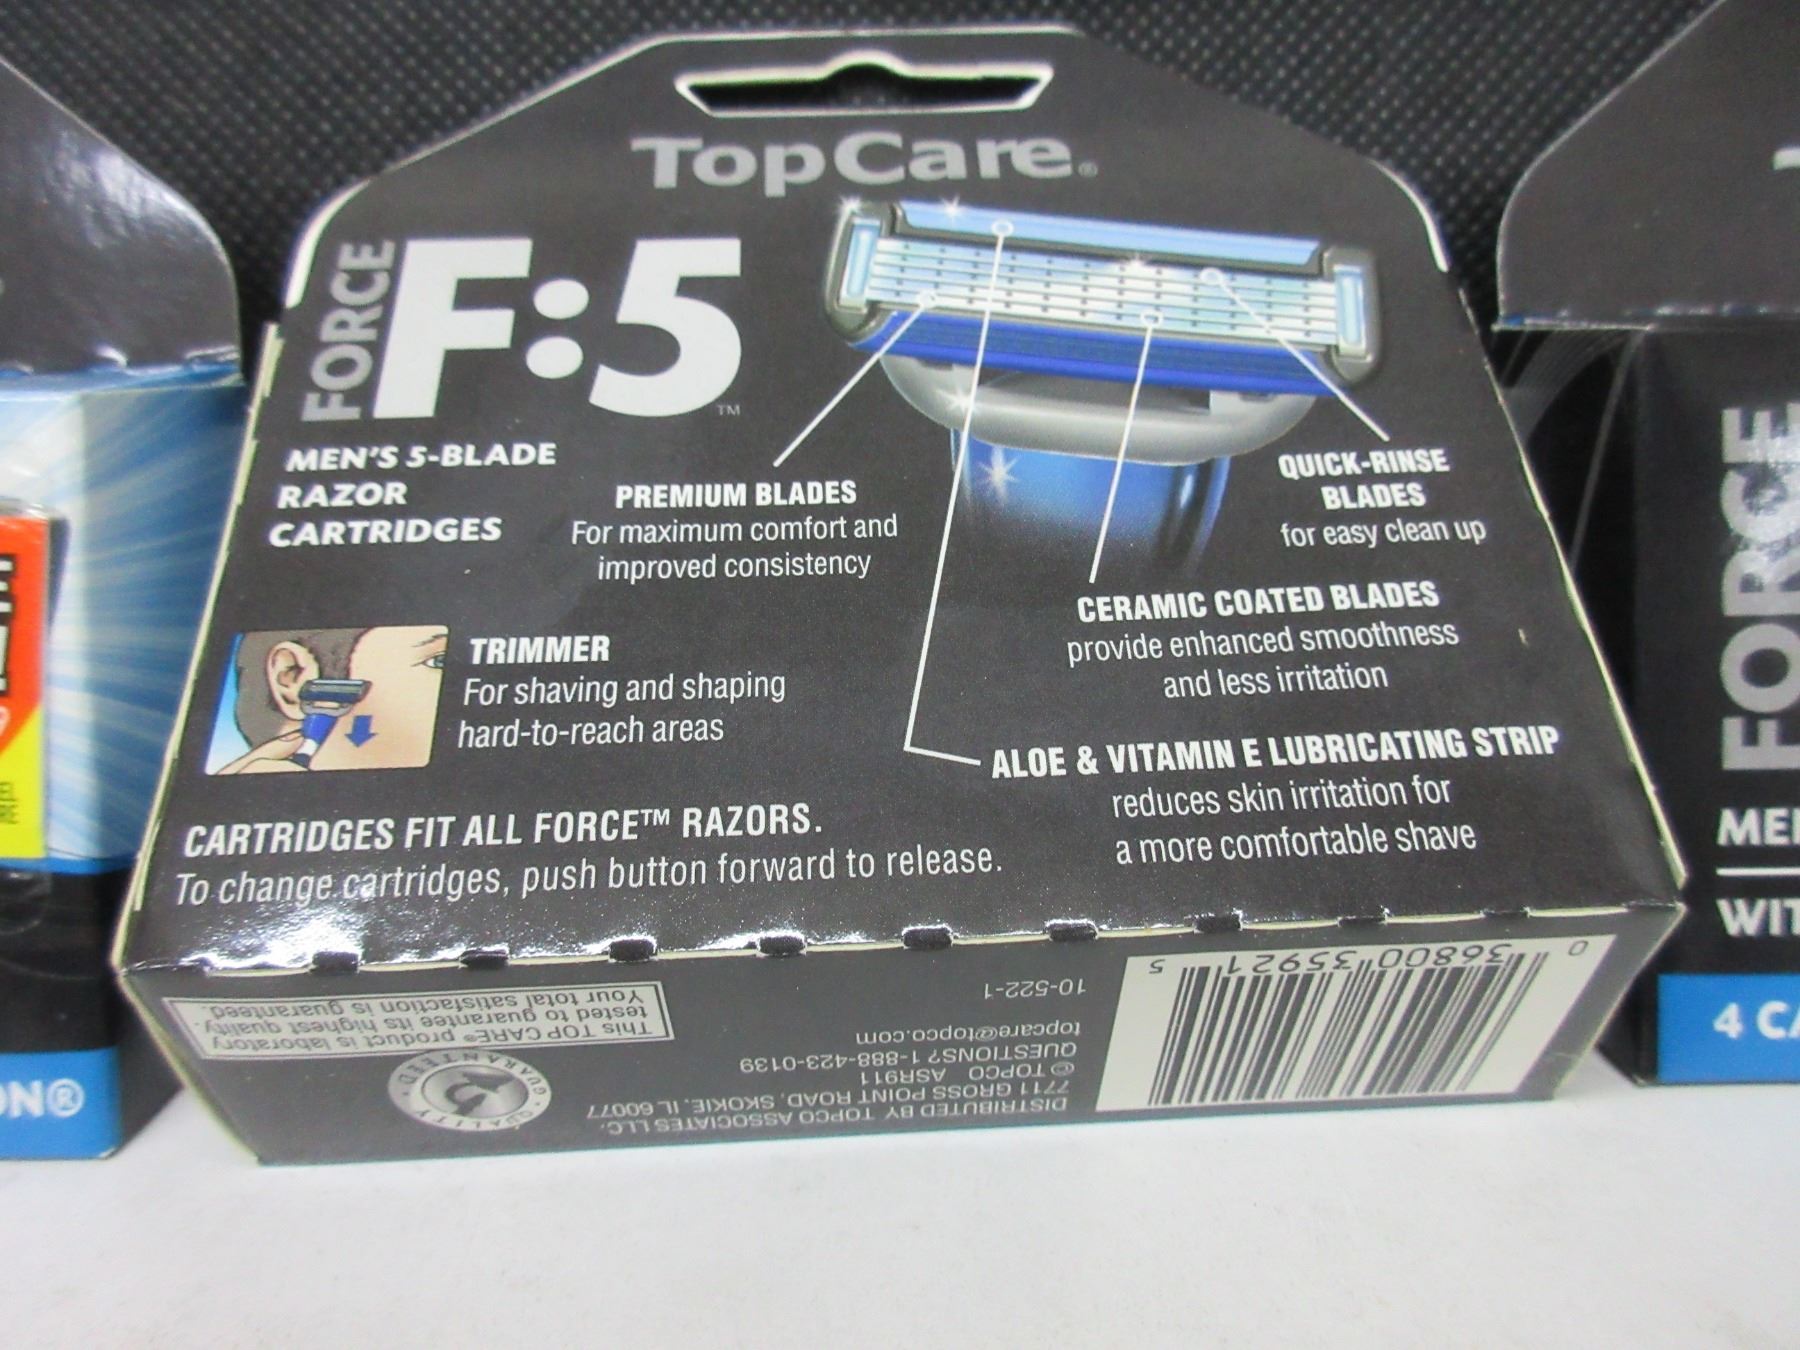 TopCare®
FORCE
F:5™
MEN'S 5-BLADE
RAZOR
CARTRIDGES
PREMIUM BLADES
For maximum comfort and
improved consistency
QUICK-RINSE
BLADES
for easy clean up
CERAMIC COATED BLADES
provide enhanced smoothness
and less irritation
TRIMMER
For shaving and shaping
hard-to-reach areas
ALOE & VITAMIN E LUBRICATING STRIP
reduces skin irritation for
a more comfortable shave
CARTRIDGES FIT ALL FORCE™ RAZORS.
To change cartridges, push button forward to release.
0 36800 35921 5
DISTRIBUTED BY TOPCO ASSOCIATES LLC.
7711 GROSS POINT ROAD, SKOKIE, IL 60077
© TOPCO ASR911
QUESTIONS? 1-888-423-0139
topcare@topco.com
10-522-1
QUALITY GUARANTEED
This TOP CARE® product is laboratory
tested to guarantee its highest quality.
Your total satisfaction is guaranteed.
ON®
FORCE
4 CA